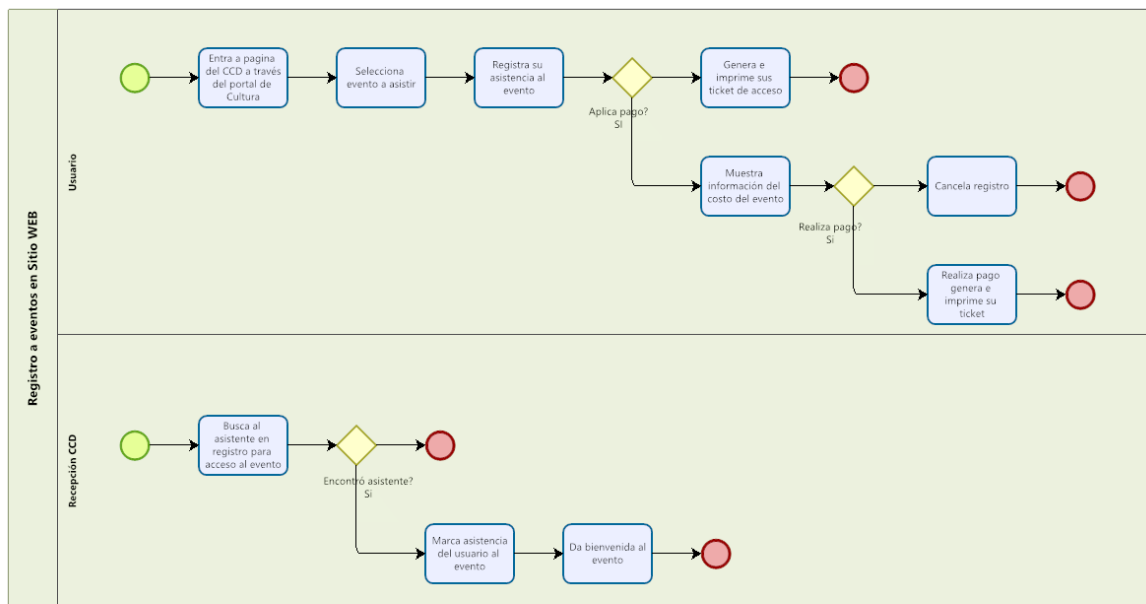 Registro a eventos en Sitio WEB
Usuario
Entra a pagina
del CCD a través
del portal de
Cultura
Selecciona
evento a asistir
Registra su
asistencia al
evento
Aplica pago?
SI
Genera e
imprime sus
ticket de acceso
Muestra
información del
costo del evento
Realiza pago?
Si
Cancela registro
Realiza pago
genera e
imprime su
ticket
Recepción CCD
Busca al
asistente en
registro para
acceso al evento
Encontró asistente?
Si
Marca asistencia
del usuario al
evento
Da bienvenida al
evento